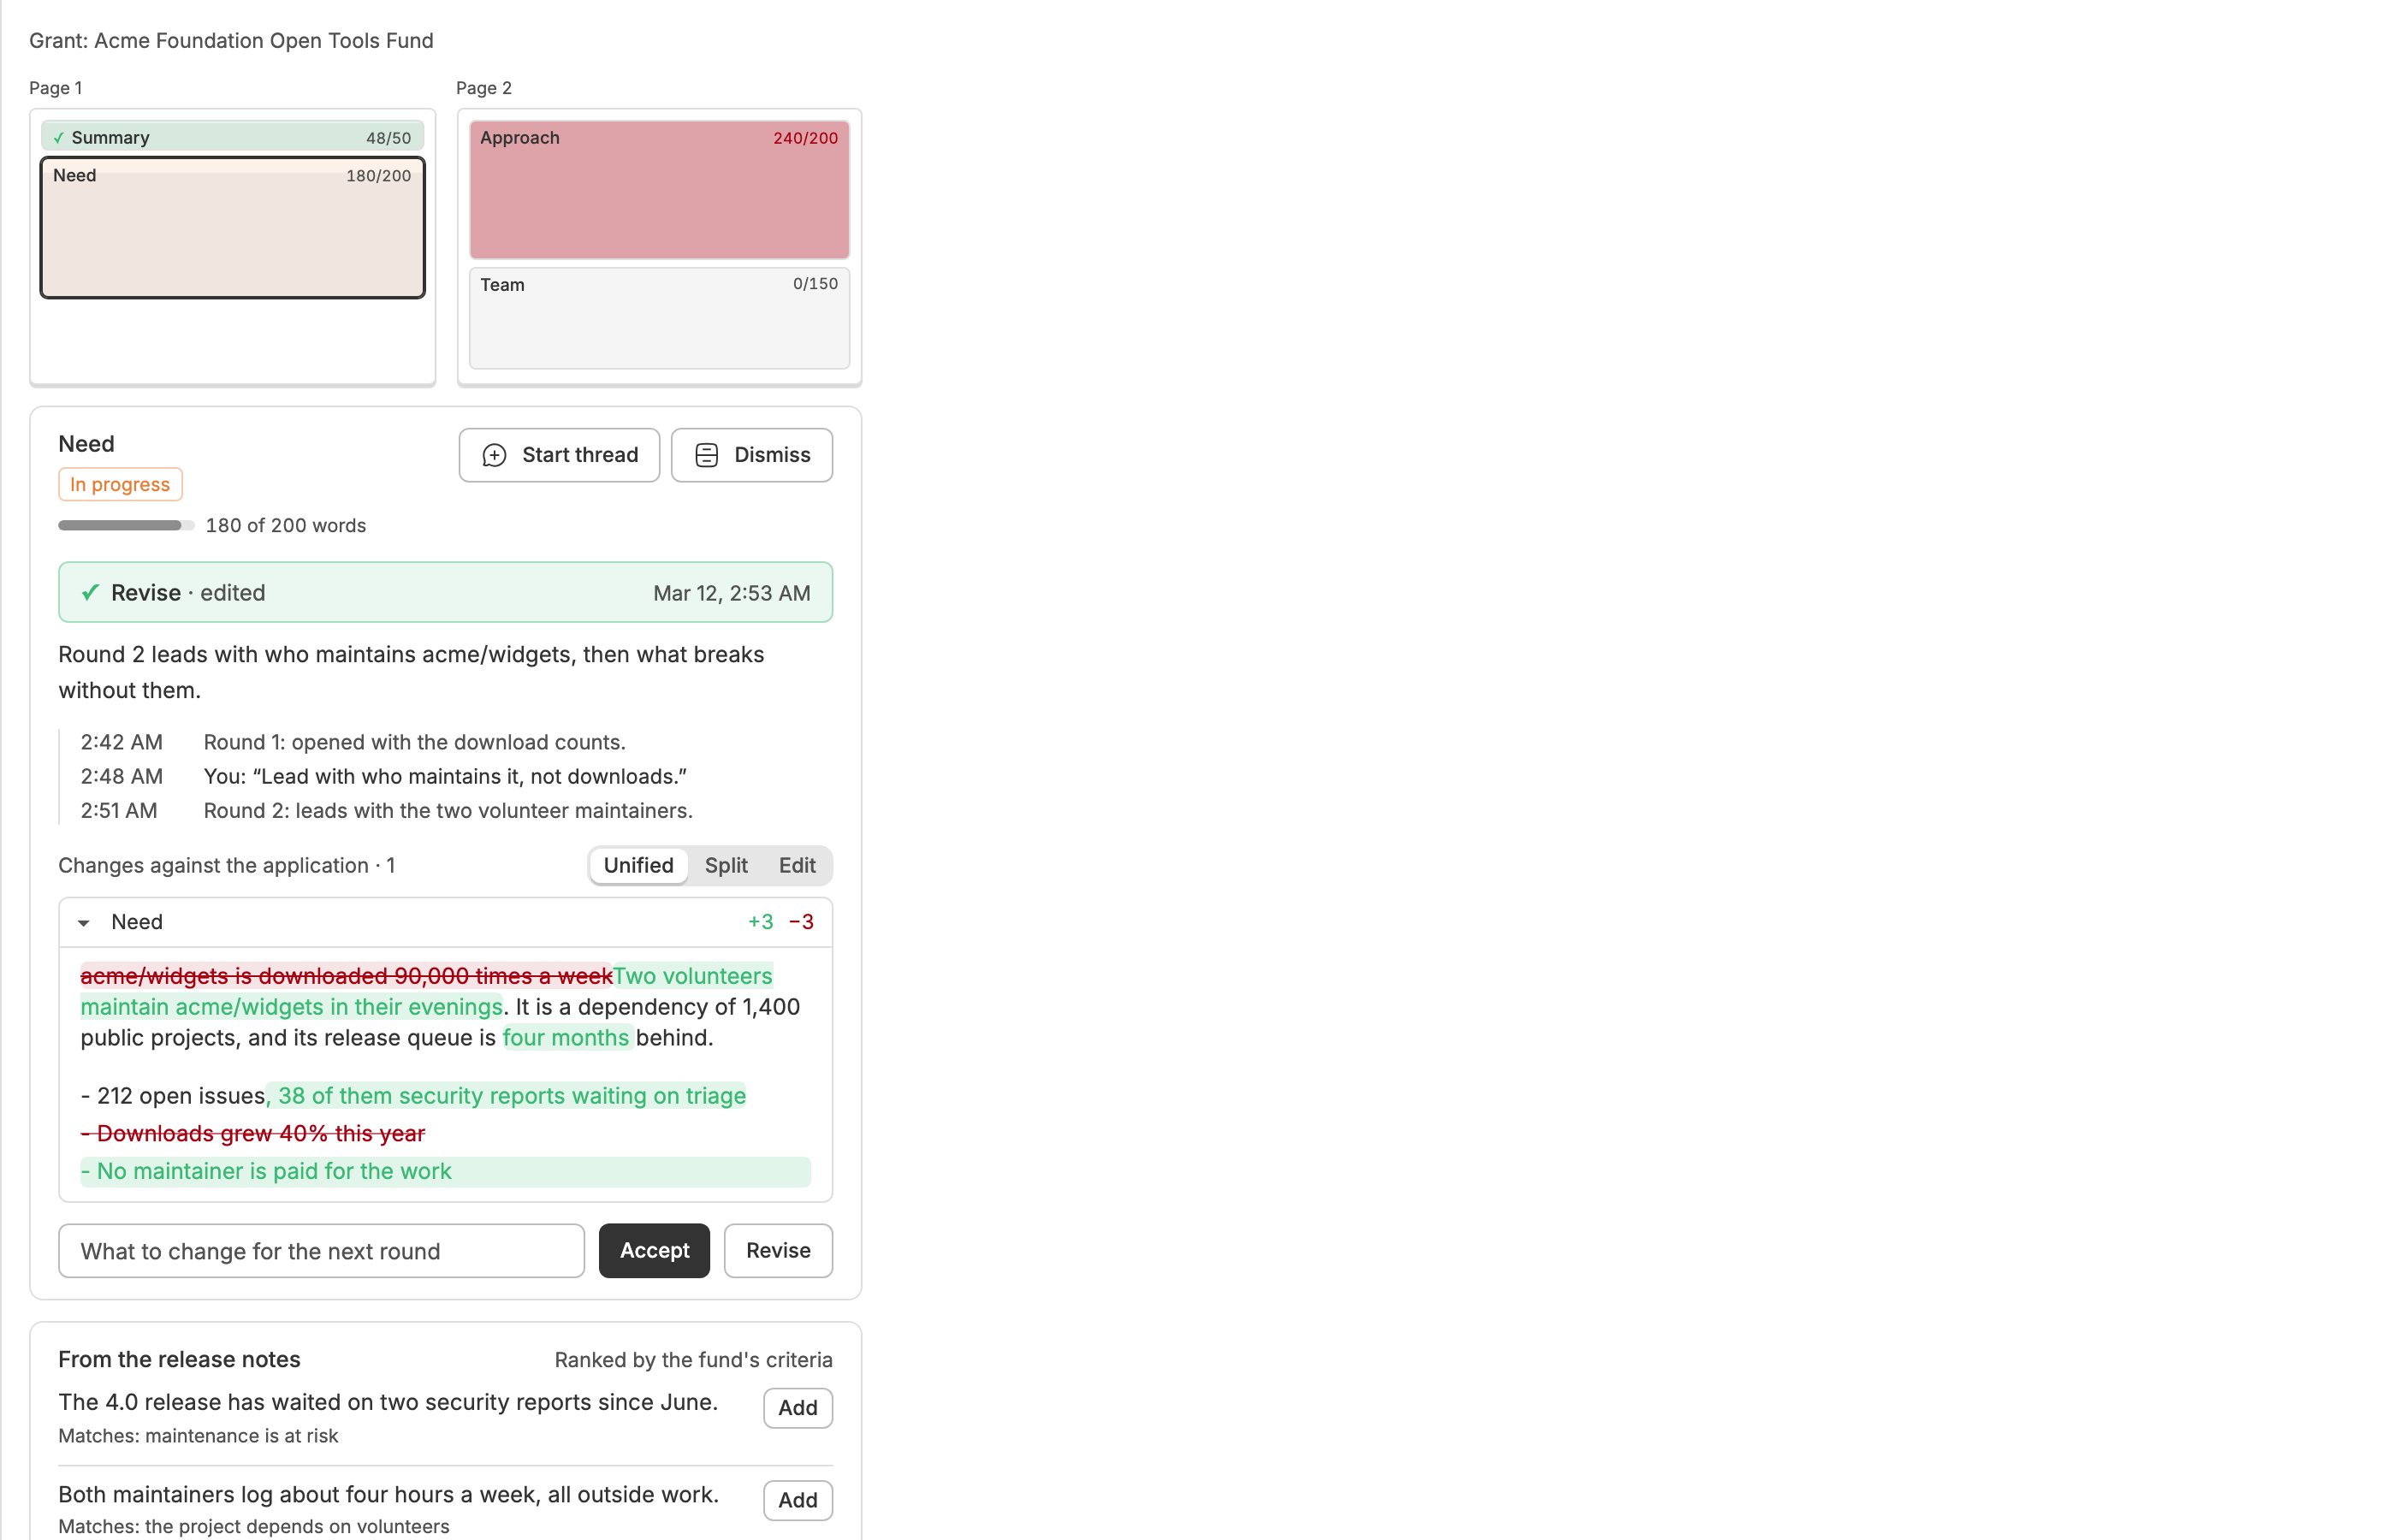 Grant: Acme Foundation Open Tools Fund
Page 1
Page 2
✓ Summary 48/50
Need 180/200
Approach 240/200
Team 0/150
Need
Start thread
Dismiss
In progress
180 of 200 words
✓ Revise · edited Mar 12, 2:53 AM
Round 2 leads with who maintains acme/widgets, then what breaks
without them.
2:42 AM Round 1: opened with the download counts.
2:48 AM You: “Lead with who maintains it, not downloads.”
2:51 AM Round 2: leads with the two volunteer maintainers.
Changes against the application · 1
Unified Split Edit
Need +3 −3
acme/widgets is downloaded 90,000 times a weekTwo volunteers
maintain acme/widgets in their evenings. It is a dependency of 1,400
public projects, and its release queue is four months behind.
- 212 open issues, 38 of them security reports waiting on triage
- Downloads grew 40% this year
- No maintainer is paid for the work
What to change for the next round
Accept
Revise
From the release notes Ranked by the fund's criteria
The 4.0 release has waited on two security reports since June.
Add
Matches: maintenance is at risk
Both maintainers log about four hours a week, all outside work.
Add
Matches: the project depends on volunteers